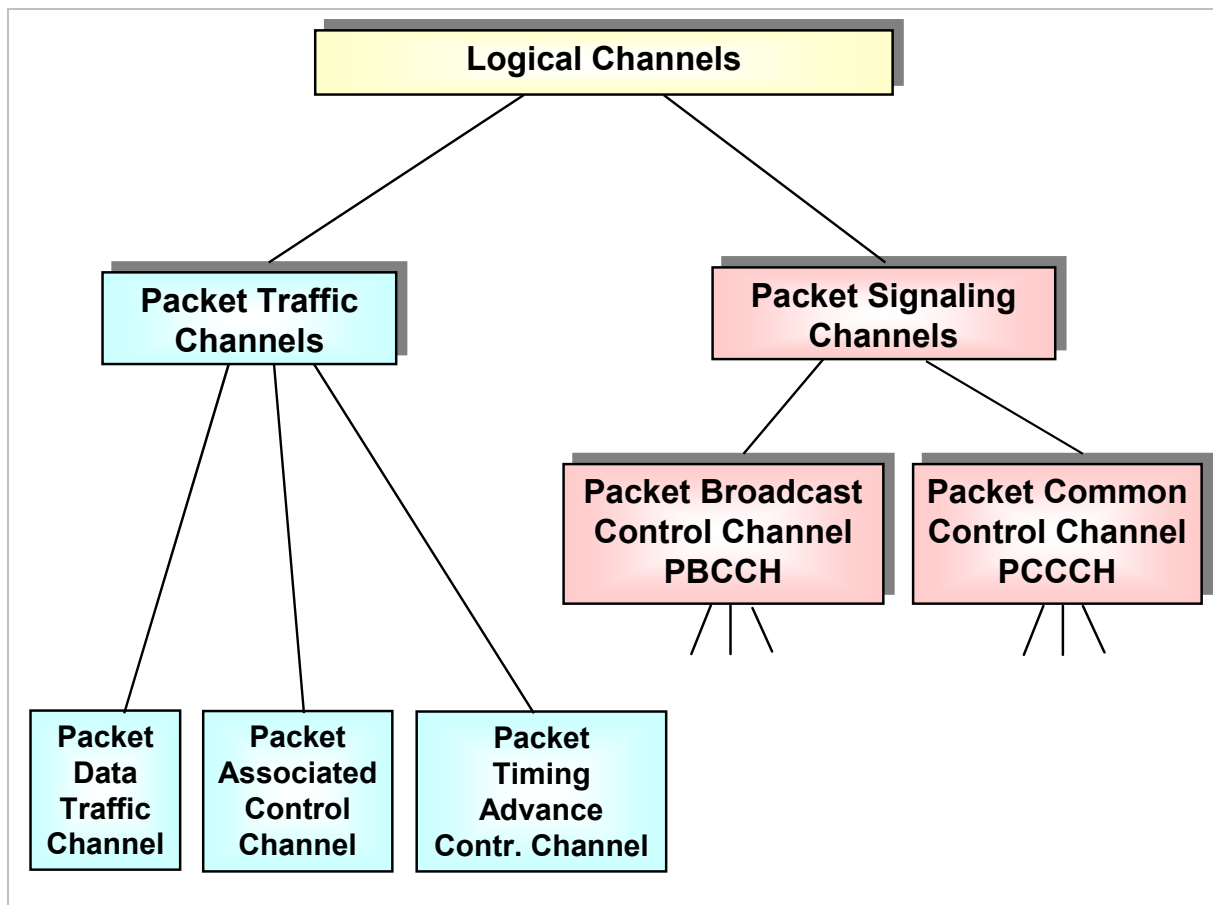 Logical Channels
Packet Traffic
Channels
Packet Signaling
Channels
Packet Broadcast
Control Channel
PBCCH
Packet Common
Control Channel
PCCCH
Packet
Data
Traffic
Channel
Packet
Associated
Control
Channel
Packet
Timing
Advance
Contr. Channel